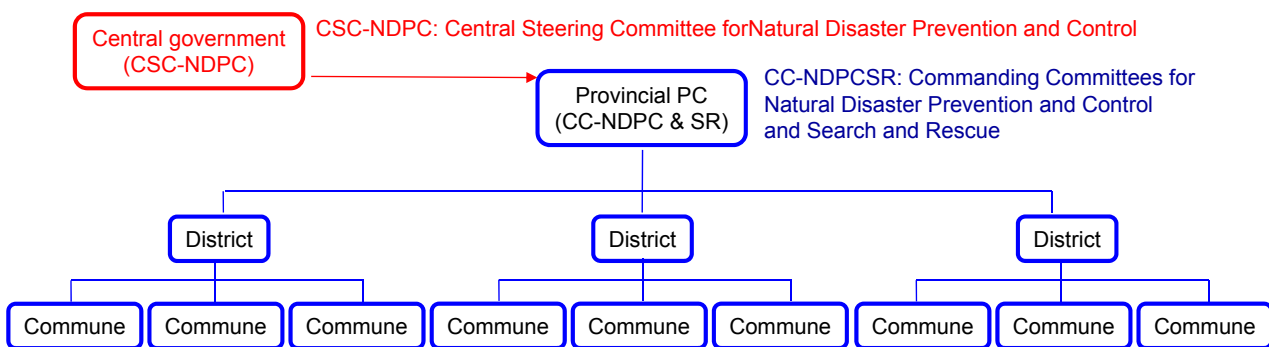 Central government
(CSC-NDPC)
CSC-NDPC: Central Steering Committee forNatural Disaster Prevention and Control
Provincial PC
(CC-NDPC & SR)
CC-NDPCSR: Commanding Committees for
Natural Disaster Prevention and Control
and Search and Rescue
District
District
District
Commune
Commune
Commune
Commune
Commune
Commune
Commune
Commune
Commune